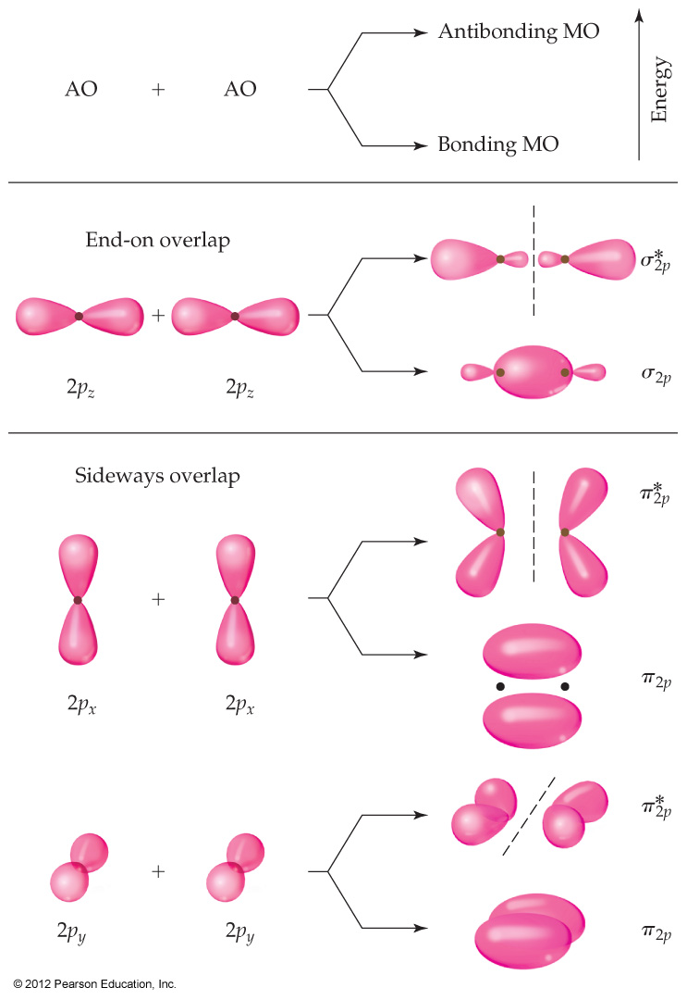 Antibonding MO
AO + AO
Energy
Bonding MO
End-on overlap
σ*2p
+
σ2p
2pz 2pz
Sideways overlap
π*2p
+
π2p
2px 2px
π*2p
+
2py 2py
π2p
© 2012 Pearson Education, Inc.